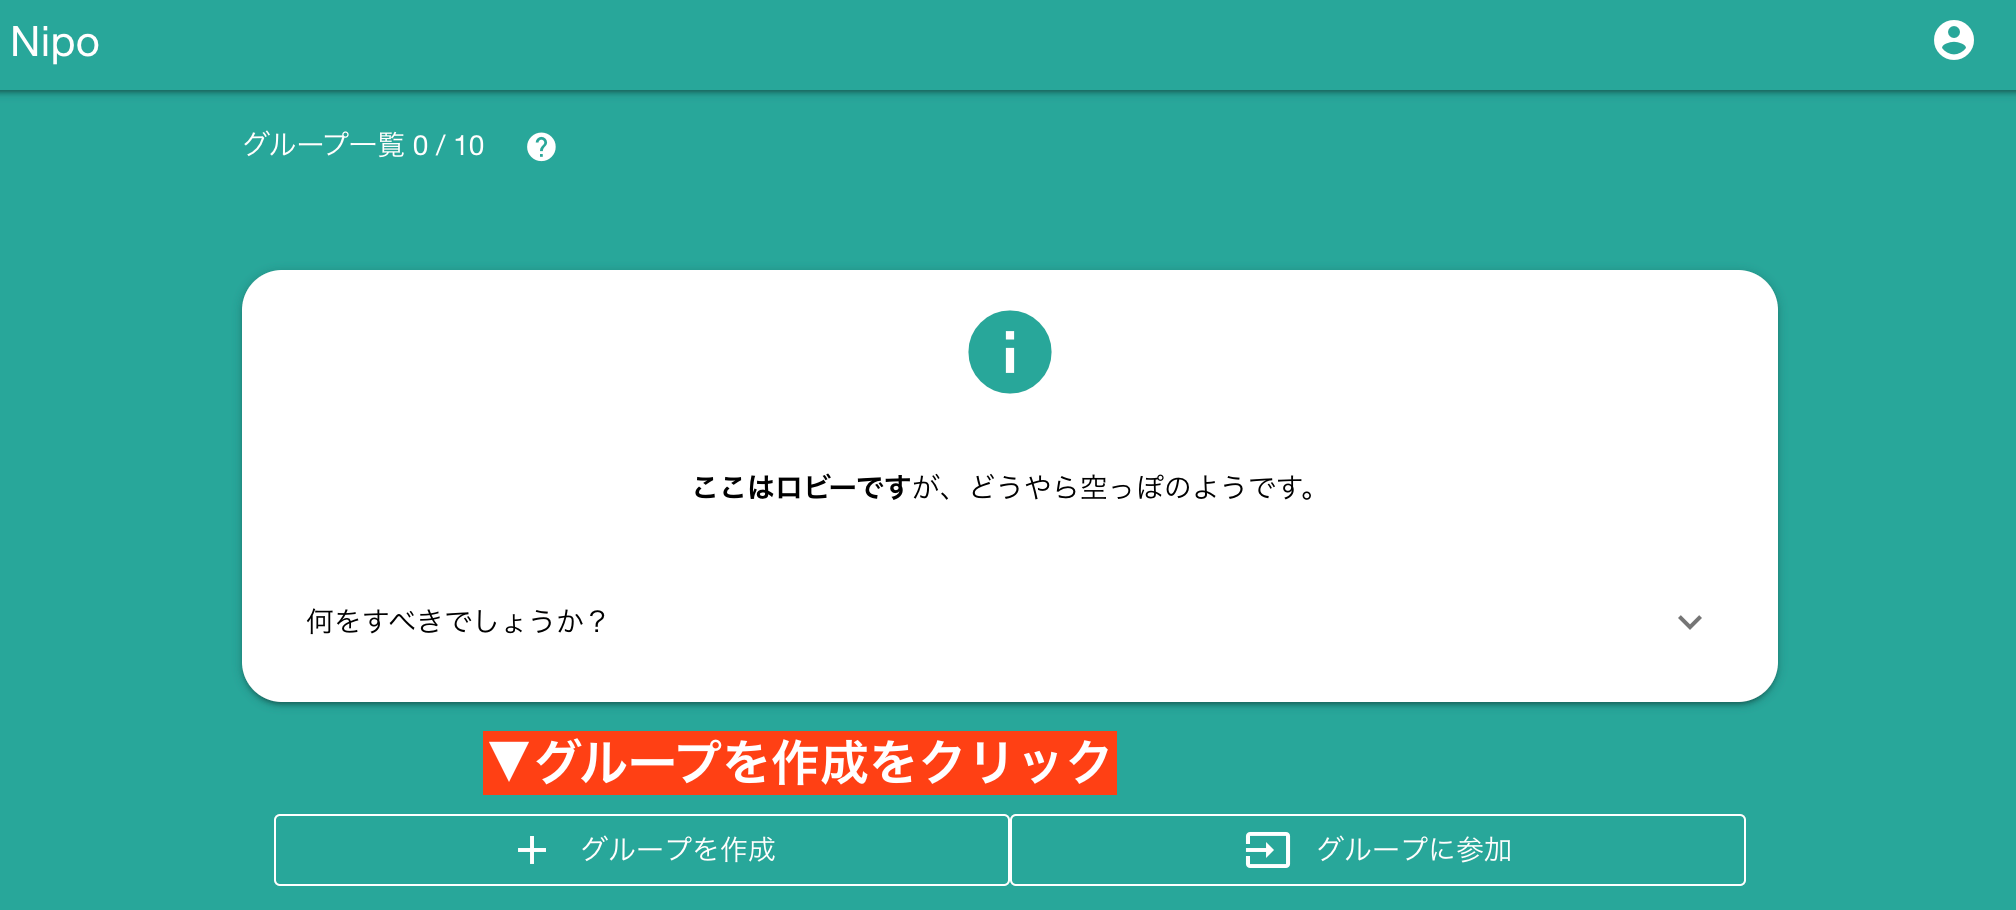 Nipo
グループ一覧 0 / 10
ここはロビーですが、どうやら空っぽのようです。
何をすべきでしょうか？
▼グループを作成をクリック
グループを作成
グループに参加